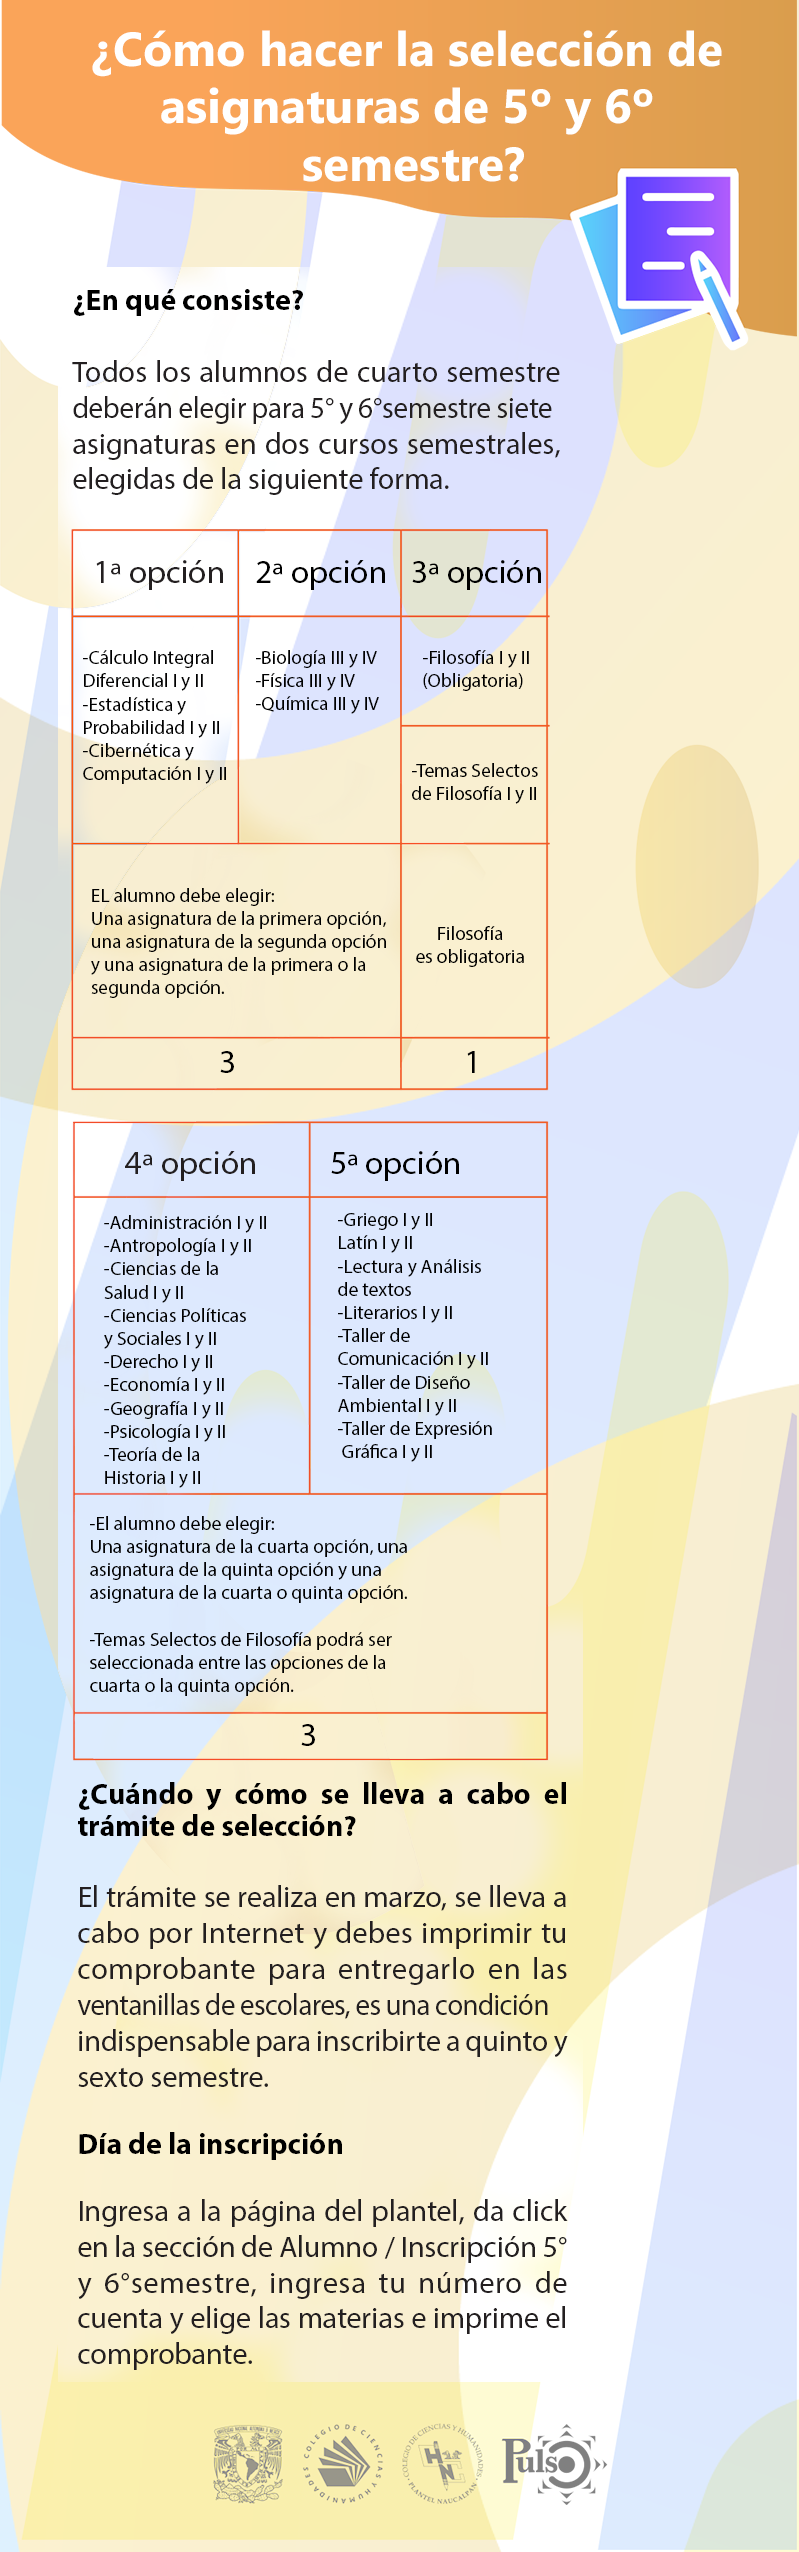 ¿Cómo hacer la selección de
asignaturas de 5º y 6º
semestre?
¿En qué consiste?
Todos los alumnos de cuarto semestre
deberán elegir para 5° y 6°semestre siete
asignaturas en dos cursos semestrales,
elegidas de la siguiente forma.
1ª opción
2ª opción
3ª opción
-Cálculo Integral
Diferencial I y II
-Estadística y
Probabilidad I y II
-Cibernética y
Computación I y II
-Biología III y IV
-Física III y IV
-Química III y IV
-Filosofía I y II
(Obligatoria)
-Temas Selectos
de Filosofía I y II
EL alumno debe elegir:
Una asignatura de la primera opción,
una asignatura de la segunda opción
y una asignatura de la primera o la
segunda opción.
Filosofía
es obligatoria
3
1
4ª opción
5ª opción
-Administración I y II
-Antropología I y II
-Ciencias de la
Salud I y II
-Ciencias Políticas
y Sociales I y II
-Derecho I y II
-Economía I y II
-Geografía I y II
-Psicología I y II
-Teoría de la
Historia I y II
-Griego I y II
Latín I y II
-Lectura y Análisis
de textos
-Literarios I y II
-Taller de
Comunicación I y II
-Taller de Diseño
Ambiental I y II
-Taller de Expresión
Gráfica I y II
-El alumno debe elegir:
Una asignatura de la cuarta opción, una
asignatura de la quinta opción y una
asignatura de la cuarta o quinta opción.
-Temas Selectos de Filosofía podrá ser
seleccionada entre las opciones de la
cuarta o la quinta opción.
3
¿Cuándo y cómo se lleva a cabo el
trámite de selección?
El trámite se realiza en marzo, se lleva a
cabo por Internet y debes imprimir tu
comprobante para entregarlo en las
ventanillas de escolares, es una condición
indispensable para inscribirte a quinto y
sexto semestre.
Día de la inscripción
Ingresa a la página del plantel, da click
en la sección de Alumno / Inscripción 5°
y 6°semestre, ingresa tu número de
cuenta y elige las materias e imprime el
comprobante.
COLEGIO DE CIENCIAS Y HUMANIDADES
COLEGIO DE CIENCIAS Y HUMANIDADES
PLANTEL NAUCALPAN
Pulso